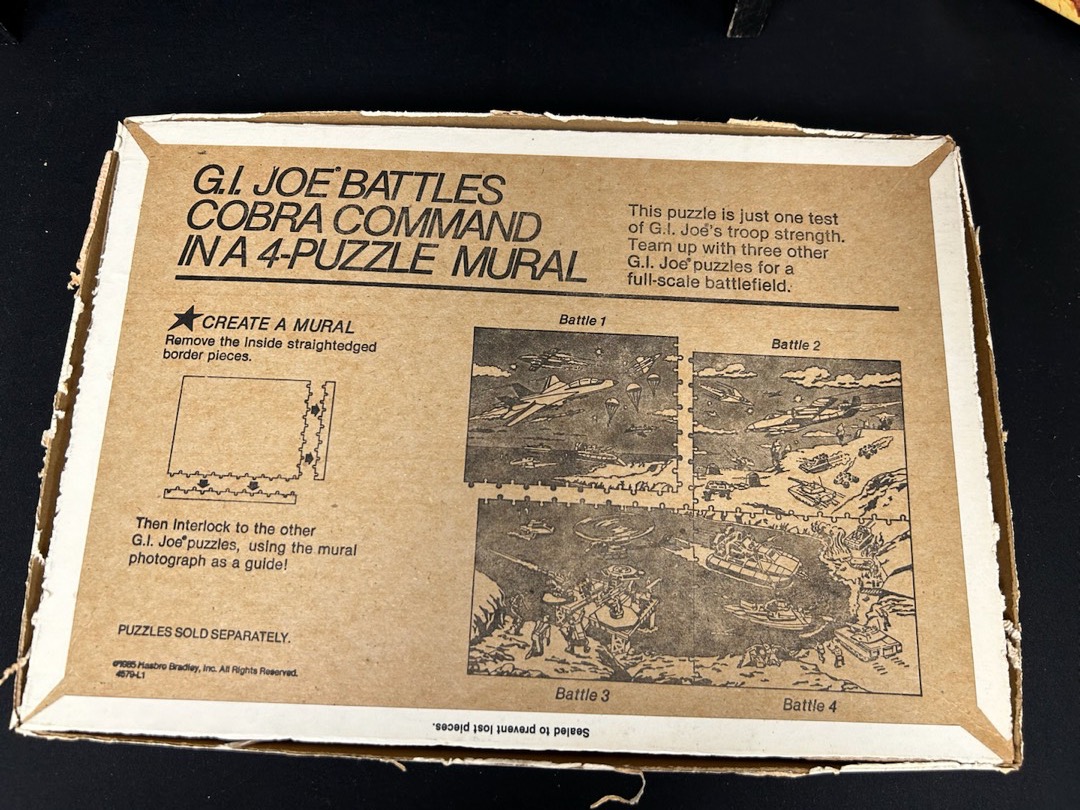 G.I. JOE® BATTLES
COBRA COMMAND
IN A 4-PUZZLE MURAL
This puzzle is just one test
of G.I. Joe's troop strength.
Team up with three other
G.I. Joe® puzzles for a
full-scale battlefield.
★ CREATE A MURAL
Remove the inside straightedged
border pieces.
Then interlock to the other
G.I. Joe® puzzles, using the mural
photograph as a guide!
PUZZLES SOLD SEPARATELY.
©1985 Hasbro Bradley, Inc. All Rights Reserved.
4579-L1
Battle 1
Battle 2
Battle 3
Battle 4
Sealed to prevent lost pieces.